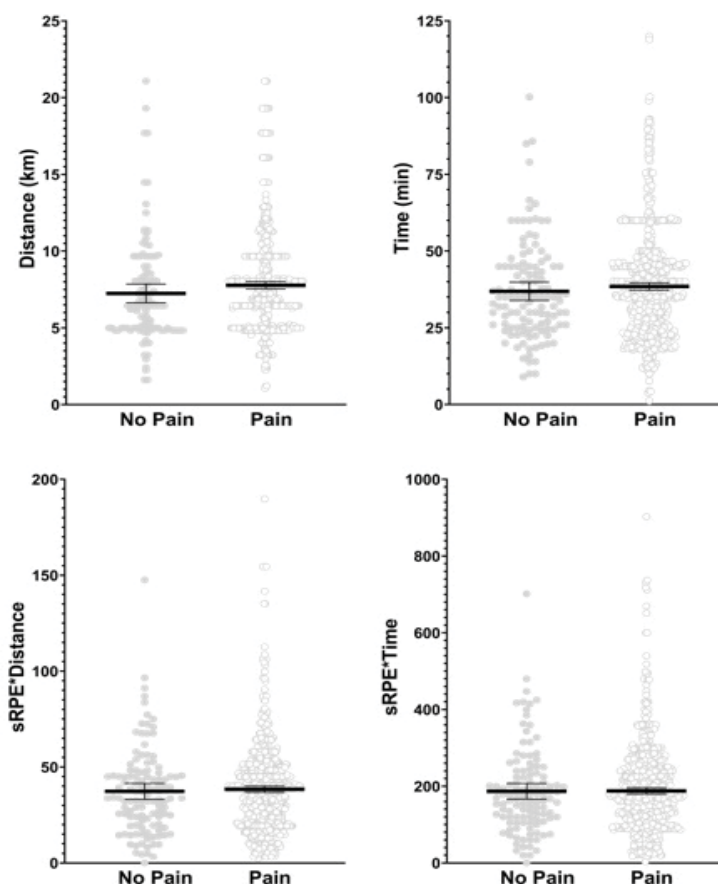 Distance (km)
25
20
15
10
5
0
No Pain
Pain
Time (min)
125
100
75
50
25
0
No Pain
Pain
sRPE*Distance
200
150
100
50
0
No Pain
Pain
sRPE*Time
1000
800
600
400
200
0
No Pain
Pain